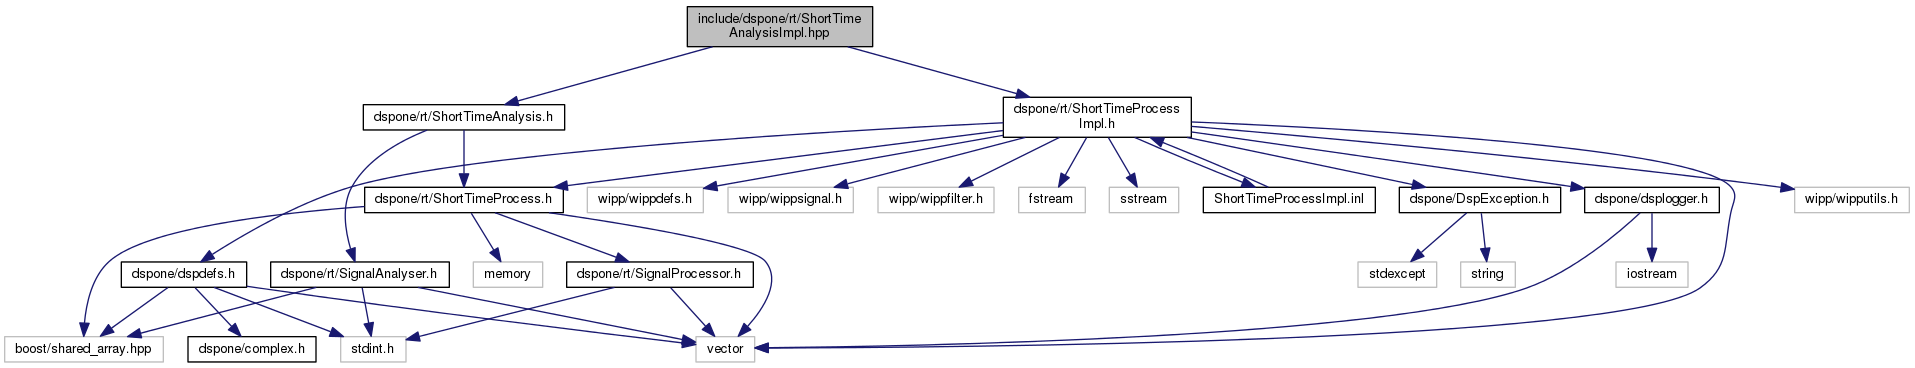 include/dspone/rt/ShortTime
AnalysisImpl.hpp
dspone/rt/ShortTimeAnalysis.h
dspone/rt/ShortTimeProcess
Impl.h
dspone/rt/ShortTimeProcess.h
wipp/wippdefs.h
wipp/wippsignal.h
wipp/wippfilter.h
fstream
sstream
ShortTimeProcessImpl.inl
dspone/DspException.h
dspone/dsplogger.h
wipp/wipputils.h
dspone/dspdefs.h
dspone/rt/SignalAnalyser.h
memory
dspone/rt/SignalProcessor.h
stdexcept
string
iostream
boost/shared_array.hpp
dspone/complex.h
stdint.h
vector